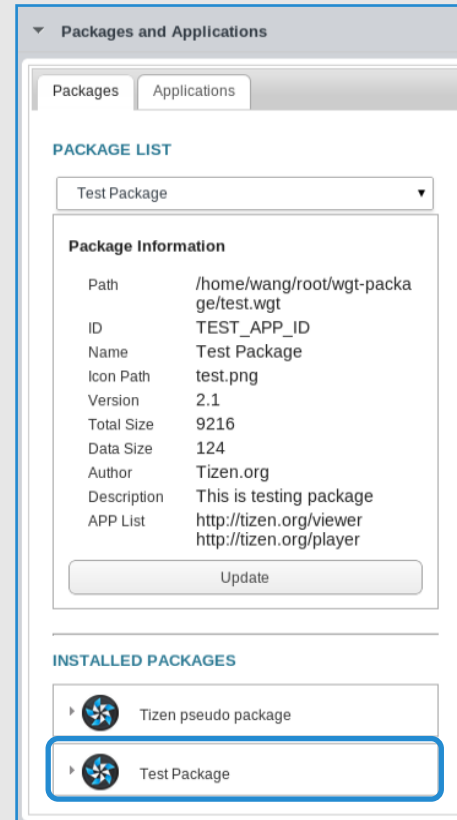 Packages and Applications
Packages Applications
PACKAGE LIST
Test Package
Package Information
Path /home/wang/root/wgt-packa
ge/test.wgt
ID TEST_APP_ID
Name Test Package
Icon Path test.png
Version 2.1
Total Size 9216
Data Size 124
Author Tizen.org
Description This is testing package
APP List http://tizen.org/viewer
http://tizen.org/player
Update
INSTALLED PACKAGES
Tizen pseudo package
Test Package